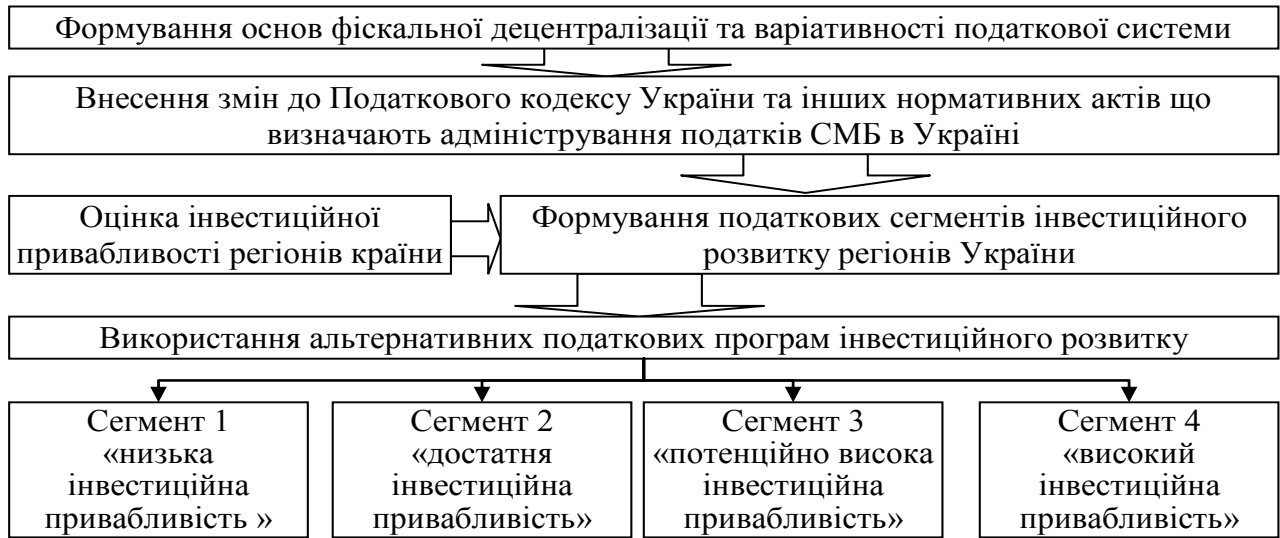 Формування основ фіскальної децентралізації та варіативності податкової системи
Внесення змін до Податкового кодексу України та інших нормативних актів що
визначають адміністрування податків СМБ в Україні
Оцінка інвестиційної
привабливості регіонів країни
Формування податкових сегментів інвестиційного
розвитку регіонів України
Використання альтернативних податкових програм інвестиційного розвитку
Сегмент 1
«низька
інвестиційна
привабливість »
Сегмент 2
«достатня
інвестиційна
привабливість»
Сегмент 3
«потенційно висока
інвестиційна
привабливість»
Сегмент 4
«високий
інвестиційна
привабливість»